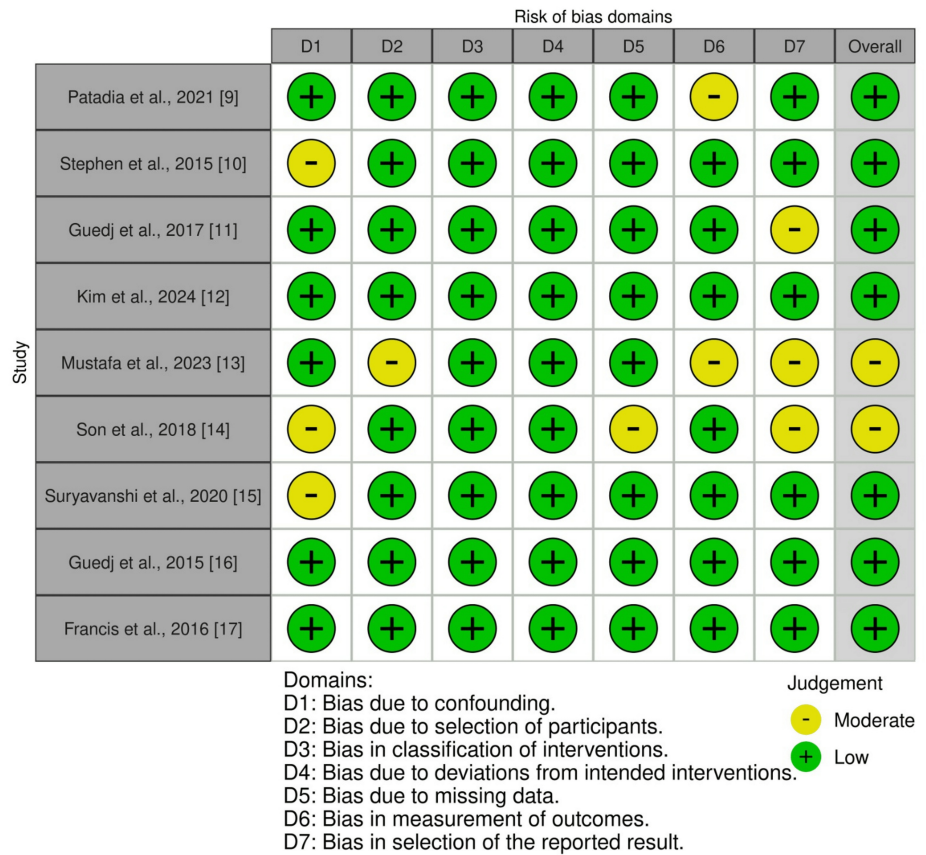 Risk of bias domains
D1 D2 D3 D4 D5 D6 D7 Overall
Study
Patadia et al., 2021 [9] + + + + + - + +
Stephen et al., 2015 [10] - + + + + + + +
Guedj et al., 2017 [11] + + + + + + - +
Kim et al., 2024 [12] + + + + + + + +
Mustafa et al., 2023 [13] + - + + + - - -
Son et al., 2018 [14] - + + + - + - -
Suryavanshi et al., 2020 [15] - + + + + + + +
Guedj et al., 2015 [16] + + + + + + + +
Francis et al., 2016 [17] + + + + + + + +
Domains:
D1: Bias due to confounding.
D2: Bias due to selection of participants.
D3: Bias in classification of interventions.
D4: Bias due to deviations from intended interventions.
D5: Bias due to missing data.
D6: Bias in measurement of outcomes.
D7: Bias in selection of the reported result.
Judgement
- Moderate
+ Low